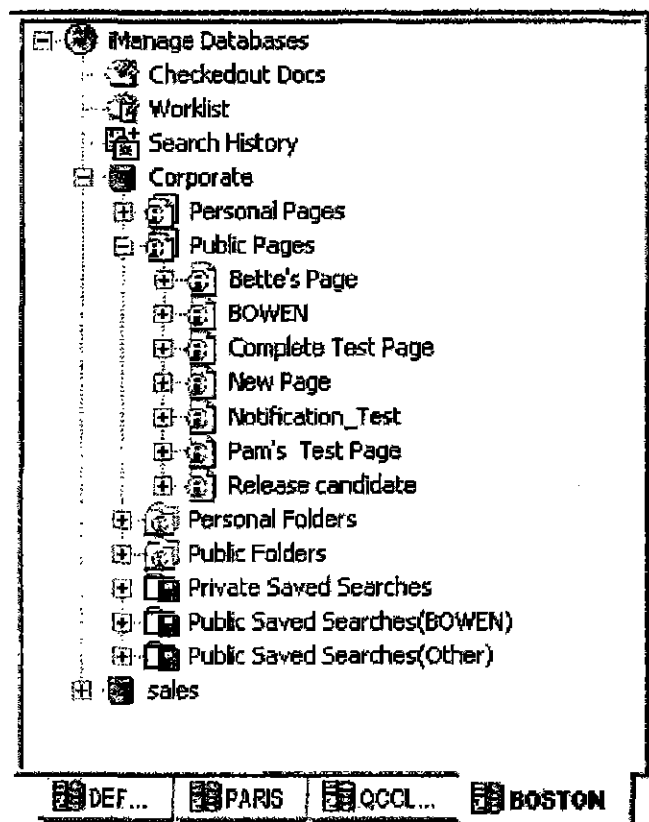 iManage Databases
Checkedout Docs
Worklist
Search History
Corporate
Personal Pages
Public Pages
Bette's Page
BOWEN
Complete Test Page
New Page
Notification_Test
Pam's Test Page
Release candidate
Personal Folders
Public Folders
Private Saved Searches
Public Saved Searches(BOWEN)
Public Saved Searches(Other)
sales
DEF... PARIS QCCL... BOSTON